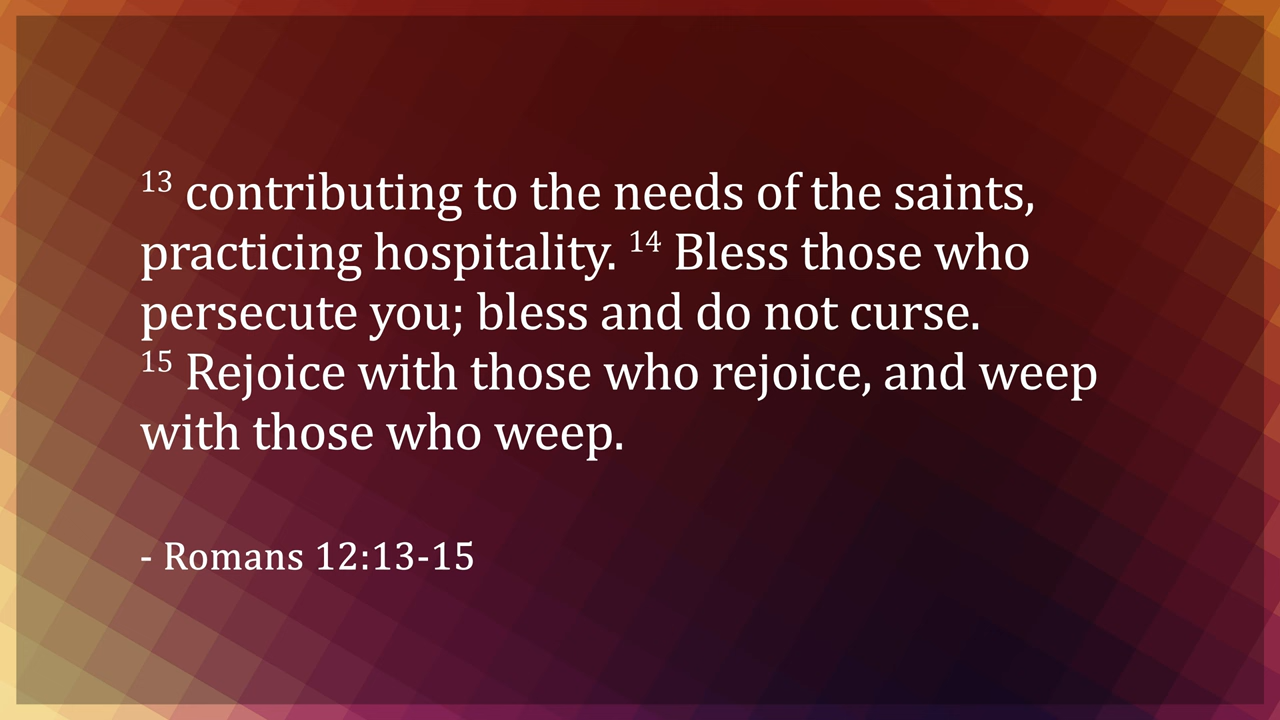 13 contributing to the needs of the saints,
practicing hospitality. 14 Bless those who
persecute you; bless and do not curse.
15 Rejoice with those who rejoice, and weep
with those who weep.
- Romans 12:13-15